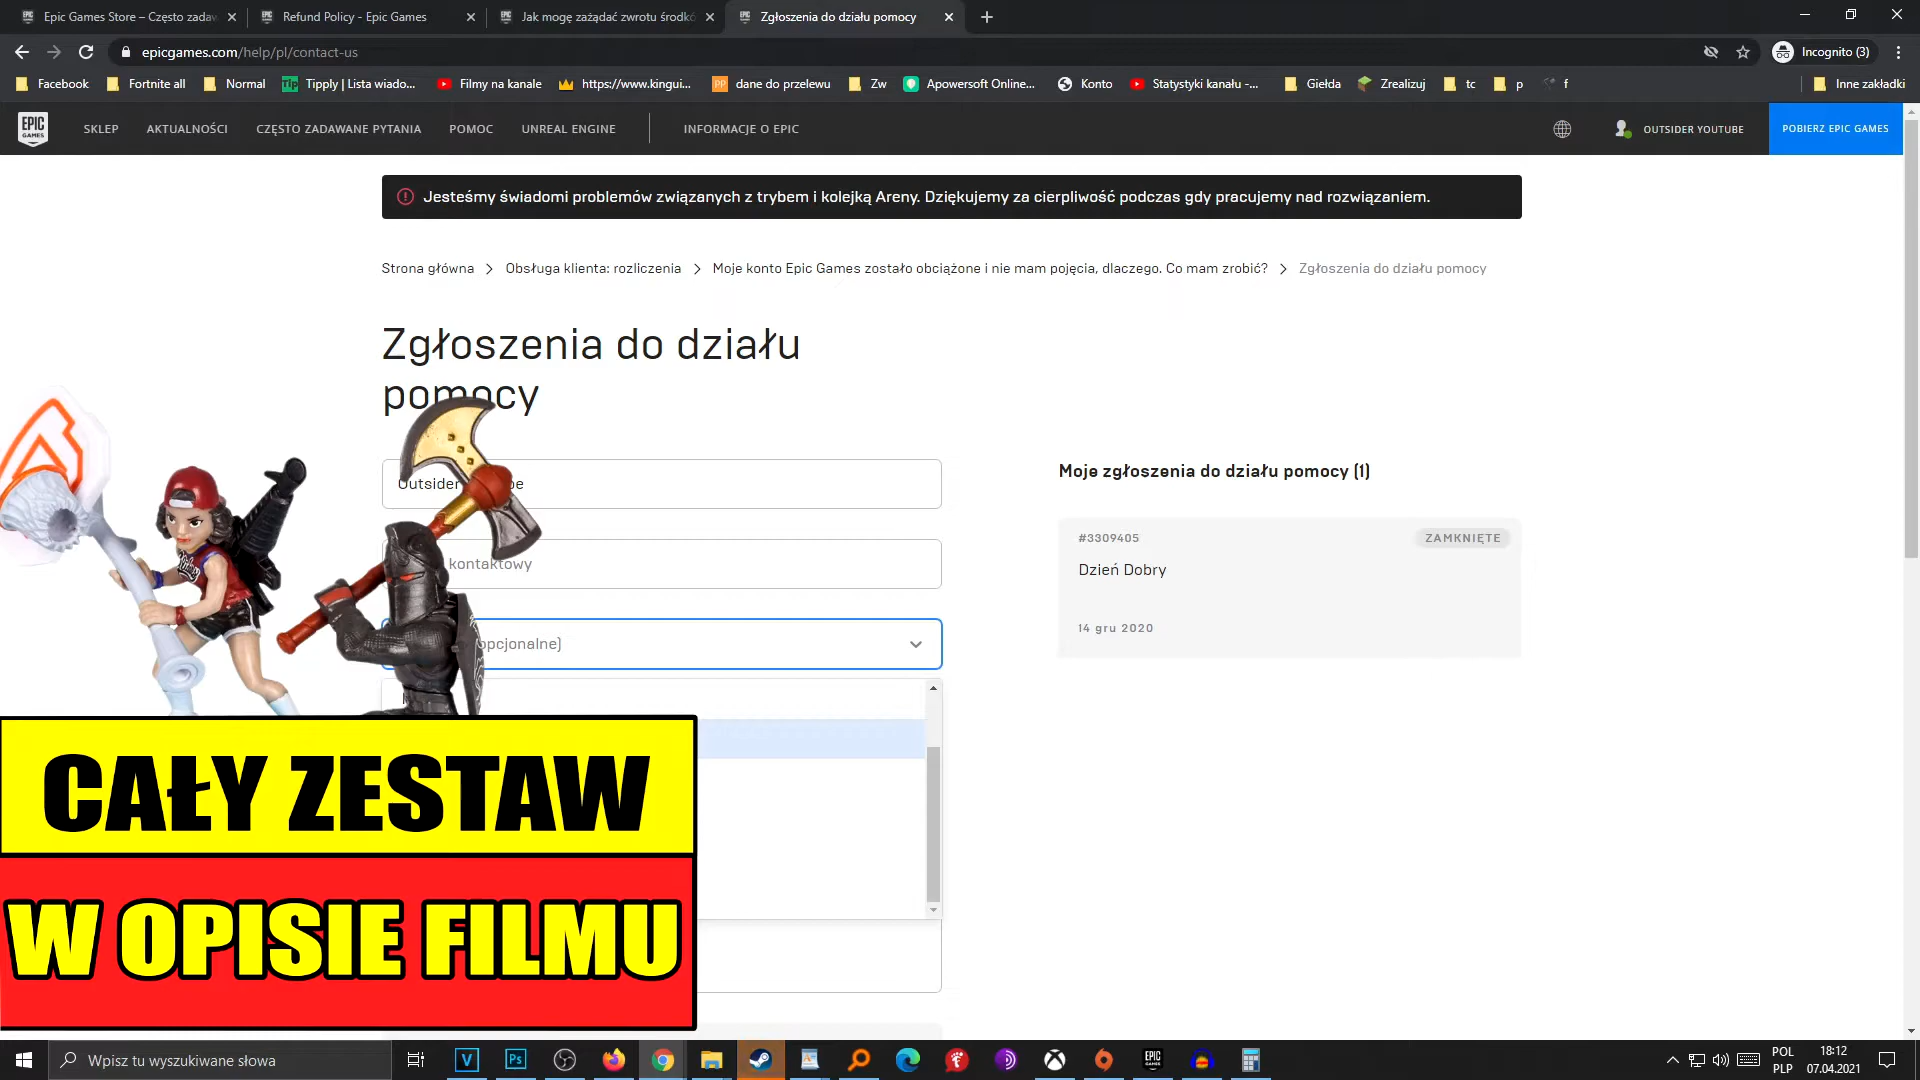 Epic Games Store – Często zadaw
Refund Policy - Epic Games
Jak mogę zażądać zwrotu środkó
Zgłoszenia do działu pomocy
epicgames.com/help/pl/contact-us
Incognito (3)
Facebook
Fortnite all
Normal
Tipply | Lista wiado...
Filmy na kanale
https://www.kingui...
dane do przelewu
Zw
Apowersoft Online...
Konto
Statystyki kanału -...
Giełda
Zrealizuj
tc
p
f
Inne zakładki
EPIC GAMES
SKLEP
AKTUALNOŚCI
CZĘSTO ZADAWANE PYTANIA
POMOC
UNREAL ENGINE
INFORMACJE O EPIC
OUTSIDER YOUTUBE
POBIERZ EPIC GAMES
Jesteśmy świadomi problemów związanych z trybem i kolejką Areny. Dziękujemy za cierpliwość podczas gdy pracujemy nad rozwiązaniem.
Strona główna > Obsługa klienta: rozliczenia > Moje konto Epic Games zostało obciążone i nie mam pojęcia, dlaczego. Co mam zrobić? > Zgłoszenia do działu pomocy
Zgłoszenia do działu
pomocy
Outsider
kontaktowy
opcjonalne)
Moje zgłoszenia do działu pomocy (1)
#3309405
ZAMKNIĘTE
Dzień Dobry
14 gru 2020
CAŁY ZESTAW
W OPISIE FILMU
Wpisz tu wyszukiwane słowa
POL
PLP
18:12
07.04.2021